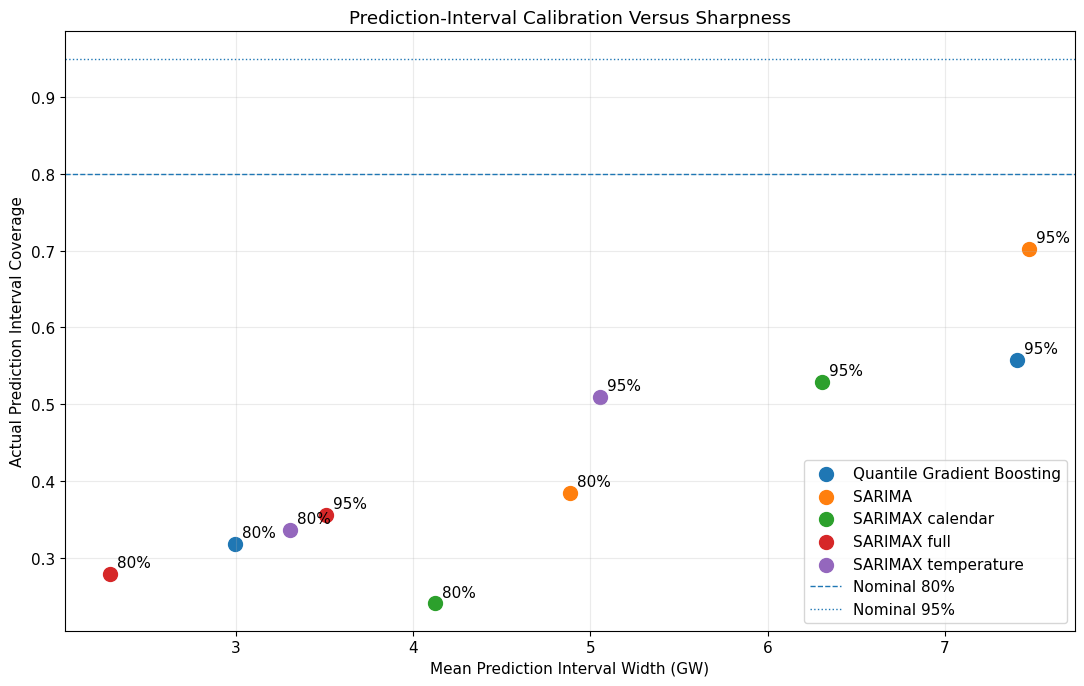 Prediction-Interval Calibration Versus Sharpness
Actual Prediction Interval Coverage
0.9
0.8
0.7
0.6
0.5
0.4
0.3
95%
95%
95%
95%
80%
95%
80%
80%
80%
80%
Quantile Gradient Boosting
SARIMA
SARIMAX calendar
SARIMAX full
SARIMAX temperature
Nominal 80%
Nominal 95%
3
4
5
6
7
Mean Prediction Interval Width (GW)